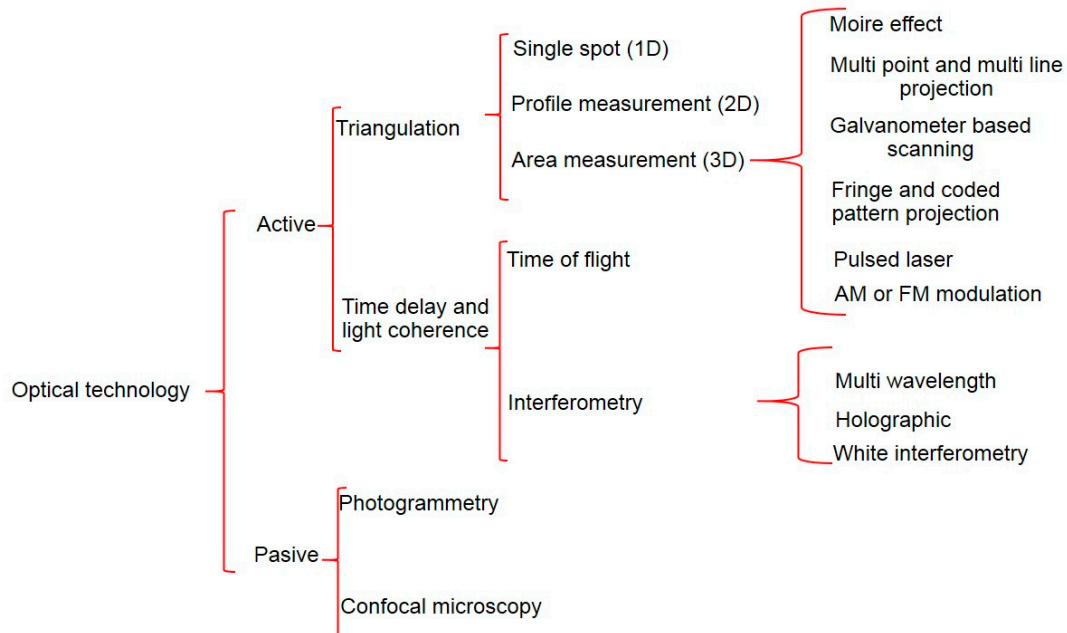 Optical technology
Active
Pasive
Triangulation
Time delay and
light coherence
Photogrammetry
Confocal microscopy
Single spot (1D)
Profile measurement (2D)
Area measurement (3D)
Time of flight
Interferometry
Moire effect
Multi point and multi line
projection
Galvanometer based
scanning
Fringe and coded
pattern projection
Pulsed laser
AM or FM modulation
Multi wavelength
Holographic
White interferometry